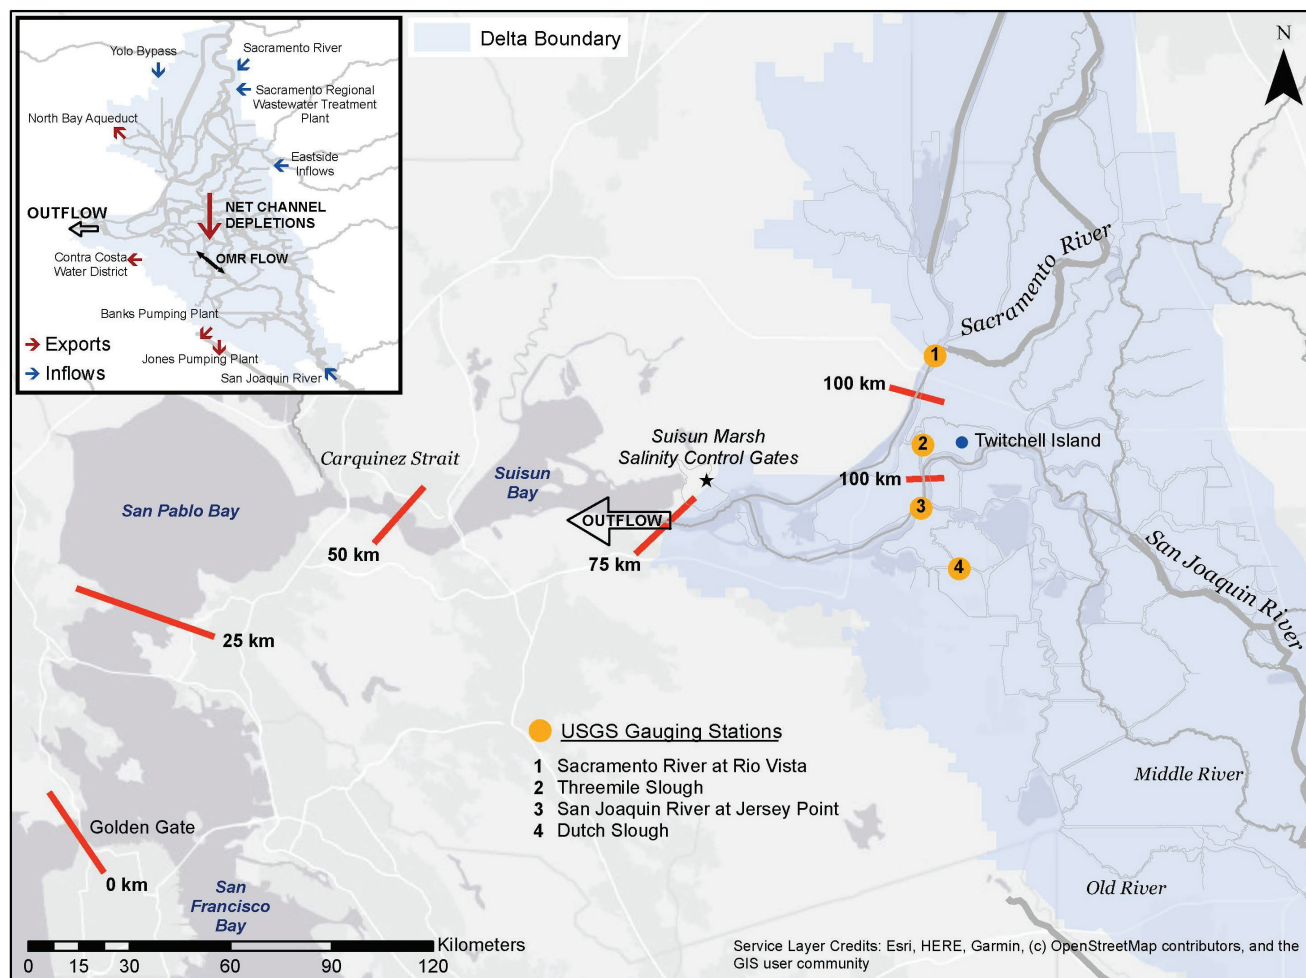 Delta Boundary
N
Yolo Bypass
Sacramento River
Sacramento Regional
Wastewater Treatment
Plant
North Bay Aqueduct
Eastside
Inflows
OUTFLOW
NET CHANNEL
DEPLETIONS
OMR FLOW
Contra Costa
Water District
Banks Pumping Plant
Exports
Jones Pumping Plant
Inflows
San Joaquin River
Sacramento River
1
100 km
2
Twitchell Island
Suisun Marsh
Salinity Control Gates
Carquinez Strait
Suisun
Bay
100 km
3
San Pablo Bay
OUTFLOW
50 km
75 km
4
San Joaquin River
25 km
USGS Gauging Stations
1 Sacramento River at Rio Vista
2 Threemile Slough
3 San Joaquin River at Jersey Point
4 Dutch Slough
Middle River
Golden Gate
0 km
Old River
San
Francisco
Bay
Kilometers
0 15 30 60 90 120
Service Layer Credits: Esri, HERE, Garmin, (c) OpenStreetMap contributors, and the
GIS user community